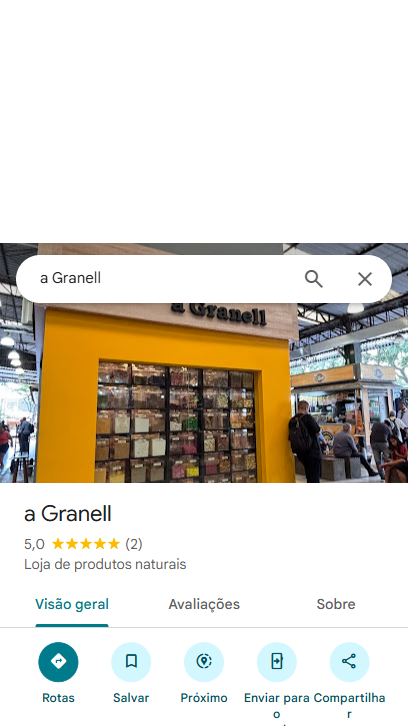 a Granell
a Granell
a Granell
5,0 (2)
Loja de produtos naturais
Visão geral Avaliações Sobre
Rotas Salvar Próximo Enviar para Compartilha
o r